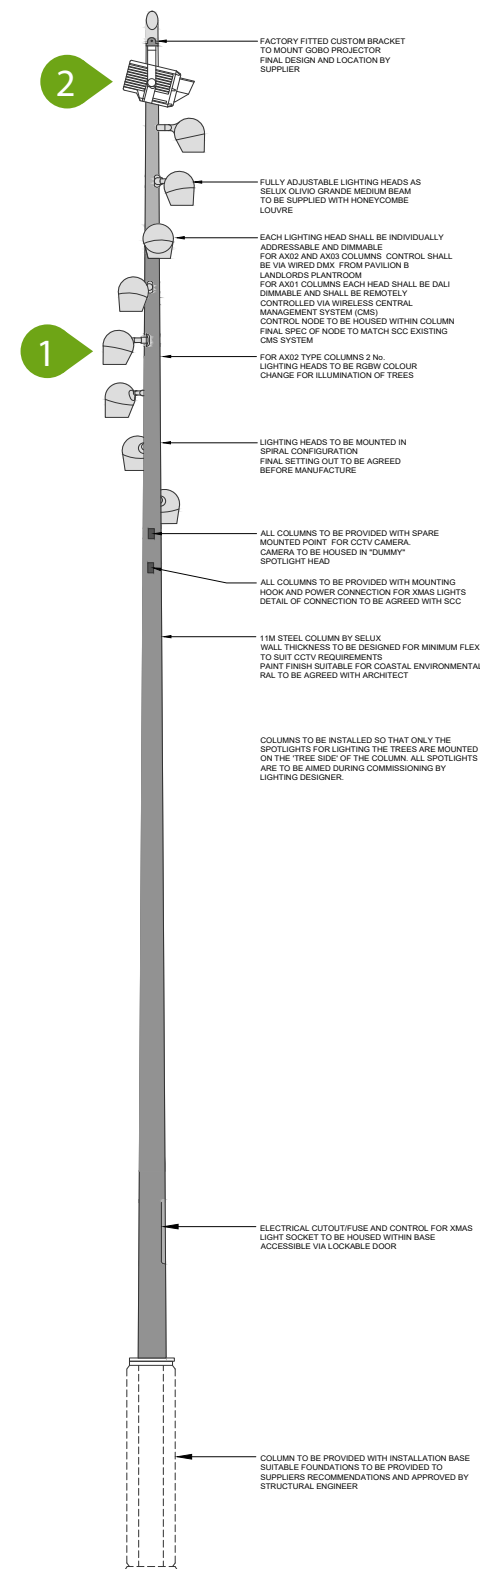 FACTORY FITTED CUSTOM BRACKET
TO MOUNT GOBO PROJECTOR
FINAL DESIGN AND LOCATION BY
SUPPLIER
2
FULLY ADJUSTABLE LIGHTING HEADS AS
SELUX OLIVIO GRANDE MEDIUM BEAM
TO BE SUPPLIED WITH HONEYCOMBE
LOUVRE
EACH LIGHTING HEAD SHALL BE INDIVIDUALLY
ADDRESSABLE AND DIMMABLE
FOR AX02 AND AX03 COLUMNS CONTROL SHALL
BE VIA WIRED DMX FROM PAVILION B
LANDLORDS PLANTROOM
FOR AX01 COLUMNS EACH HEAD SHALL BE DALI
DIMMABLE AND SHALL BE REMOTELY
CONTROLLED VIA WIRELESS CENTRAL
MANAGEMENT SYSTEM (CMS)
CONTROL NODE TO BE HOUSED WITHIN COLUMN
FINAL SPEC OF NODE TO MATCH SCC EXISTING
CMS SYSTEM
1
FOR AX02 TYPE COLUMNS 2 No.
LIGHTING HEADS TO BE RGBW COLOUR
CHANGE FOR ILLUMINATION OF TREES
LIGHTING HEADS TO BE MOUNTED IN
SPIRAL CONFIGURATION
FINAL SETTING OUT TO BE AGREED
BEFORE MANUFACTURE
ALL COLUMNS TO BE PROVIDED WITH SPARE
MOUNTED POINT FOR CCTV CAMERA.
CAMERA TO BE HOUSED IN "DUMMY"
SPOTLIGHT HEAD
ALL COLUMNS TO BE PROVIDED WITH MOUNTING
HOOK AND POWER CONNECTION FOR XMAS LIGHTS
DETAIL OF CONNECTION TO BE AGREED WITH SCC
11M STEEL COLUMN BY SELUX
WALL THICKNESS TO BE DESIGNED FOR MINIMUM FLEX
TO SUIT CCTV REQUIREMENTS
PAINT FINISH SUITABLE FOR COASTAL ENVIRONMENTAL
RAL TO BE AGREED WITH ARCHITECT
COLUMNS TO BE INSTALLED SO THAT ONLY THE
SPOTLIGHTS FOR LIGHTING THE TREES ARE MOUNTED
ON THE 'TREE SIDE' OF THE COLUMN. ALL SPOTLIGHTS
ARE TO BE AIMED DURING COMMISSIONING BY
LIGHTING DESIGNER.
ELECTRICAL CUTOUT/FUSE AND CONTROL FOR XMAS
LIGHT SOCKET TO BE HOUSED WITHIN BASE
ACCESSIBLE VIA LOCKABLE DOOR
COLUMN TO BE PROVIDED WITH INSTALLATION BASE
SUITABLE FOUNDATIONS TO BE PROVIDED TO
SUPPLIERS RECOMMENDATIONS AND APPROVED BY
STRUCTURAL ENGINEER